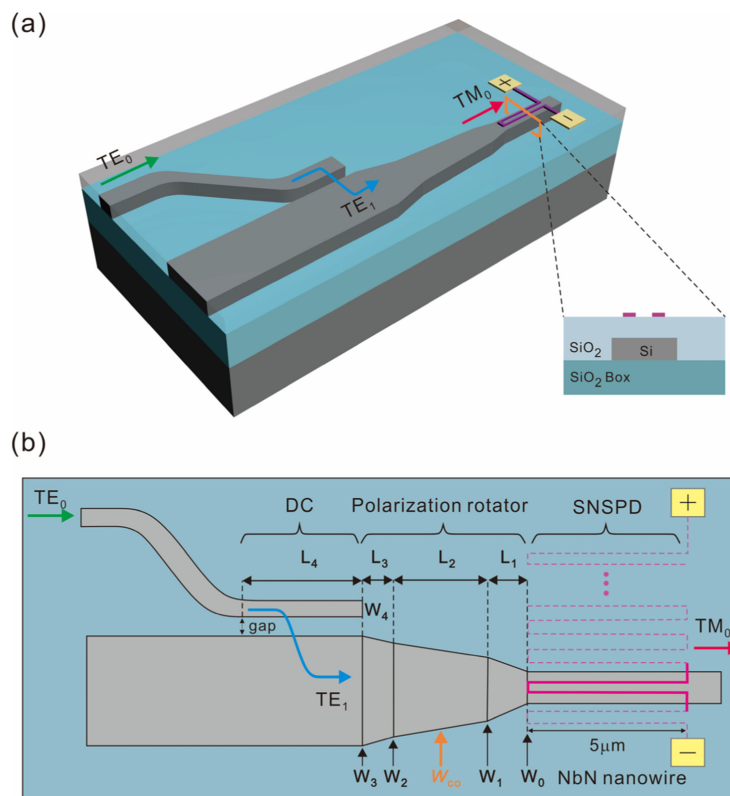 (a)
TE₀
TE₁
TM₀
+
−
SiO₂
Si
SiO₂ Box
(b)
TE₀
DC
Polarization rotator
SNSPD
+
L₄
L₃
L₂
L₁
W₄
gap
TE₁
TM₀
5μm
−
W₃
W₂
W_co
W₁
W₀
NbN nanowire